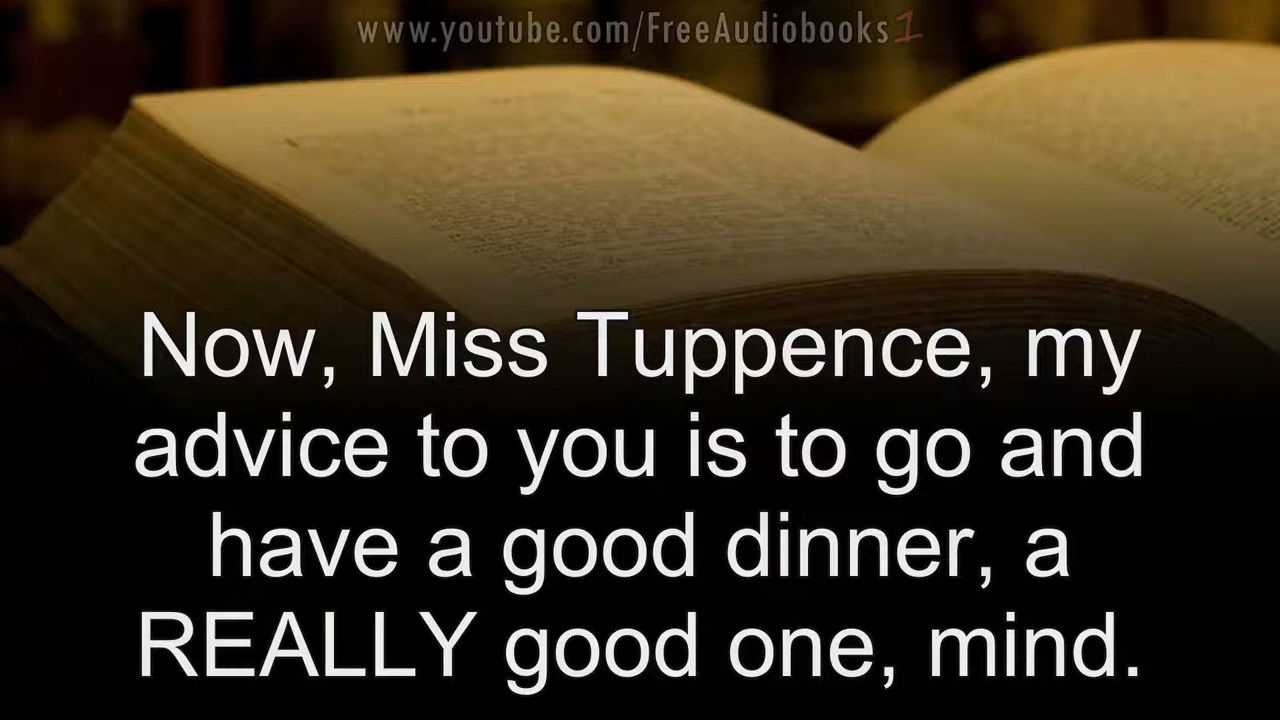 www.youtube.com/FreeAudiobooks1
Now, Miss Tuppence, my
advice to you is to go and
have a good dinner, a
REALLY good one, mind.